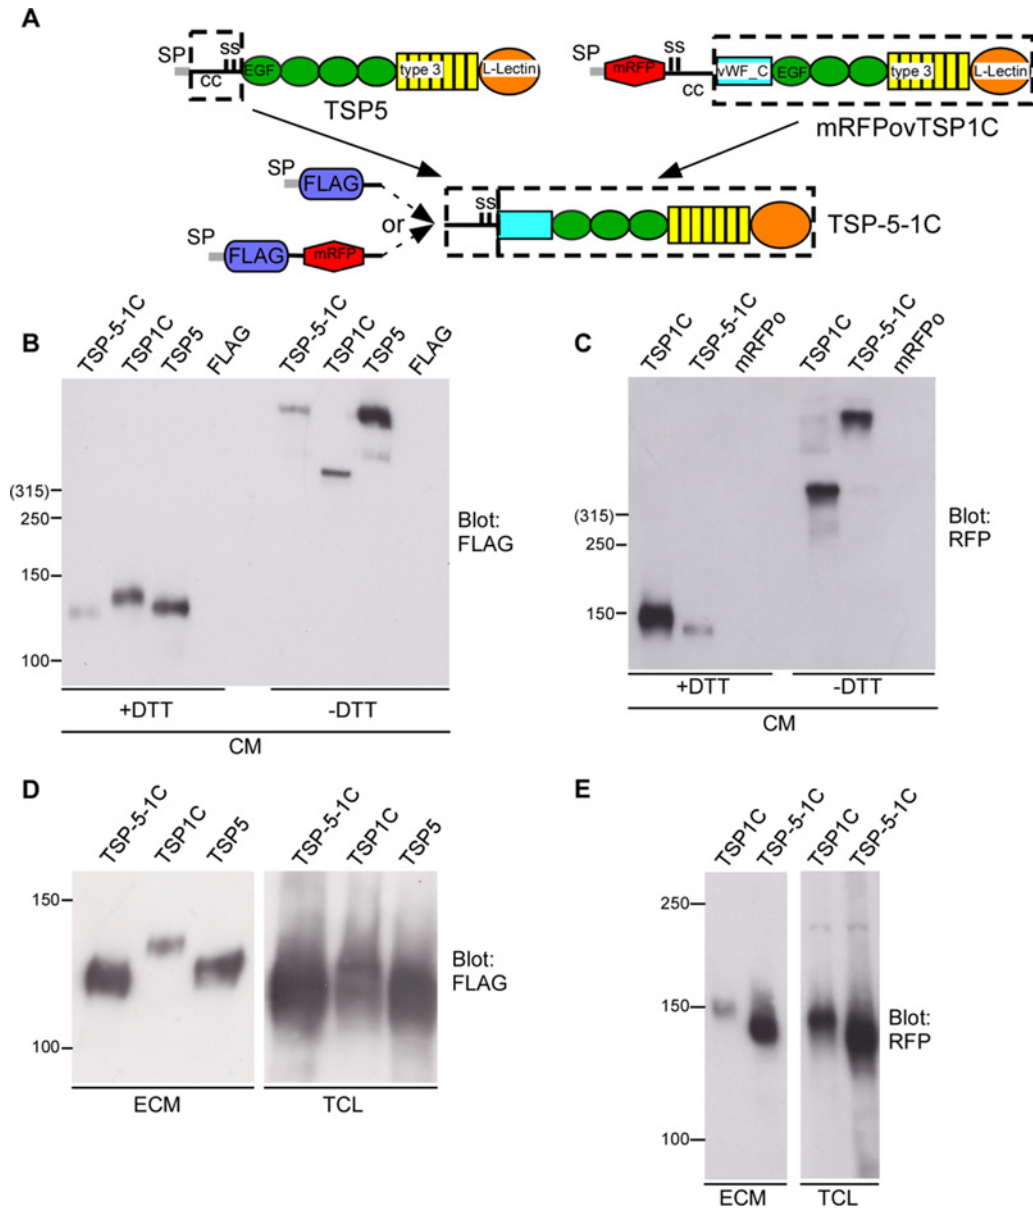 A
SP
ss
cc
EGF
type 3
L-Lectin
TSP5
SP
mRFP
ss
cc
vWF_C
EGF
type 3
L-Lectin
mRFPovTSP1C
SP
FLAG
or
SP
FLAG
mRFP
ss
TSP-5-1C
B
TSP-5-1C TSP1C TSP5 FLAG TSP-5-1C TSP1C TSP5 FLAG
(315)
250
150
100
Blot:
FLAG
+DTT -DTT
CM
C
TSP1C TSP-5-1C mRFPo TSP1C TSP-5-1C mRFPo
(315)
250
150
Blot:
RFP
+DTT -DTT
CM
D
TSP-5-1C TSP1C TSP5 TSP-5-1C TSP1C TSP5
150
100
Blot:
FLAG
ECM TCL
E
TSP1C TSP-5-1C TSP1C TSP-5-1C
250
150
100
Blot:
RFP
ECM TCL